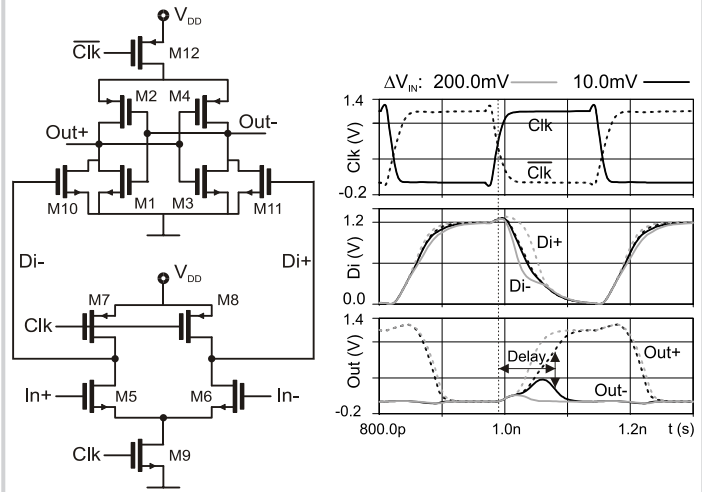 V_DD
Clk̅
M12
M2
M4
Out+
Out-
M10
M1
M3
M11
Di-
Di+
V_DD
M7
M8
Clk
In+
M5
M6
In-
Clk
M9
ΔV_IN: 200.0mV 10.0mV
1.4
Clk (V)
-0.2
Clk
Clk̅
1.2
Di (V)
0.0
Di+
Di-
1.4
Out (V)
-0.2
Delay
Out+
Out-
800.0p 1.0n 1.2n t (s)